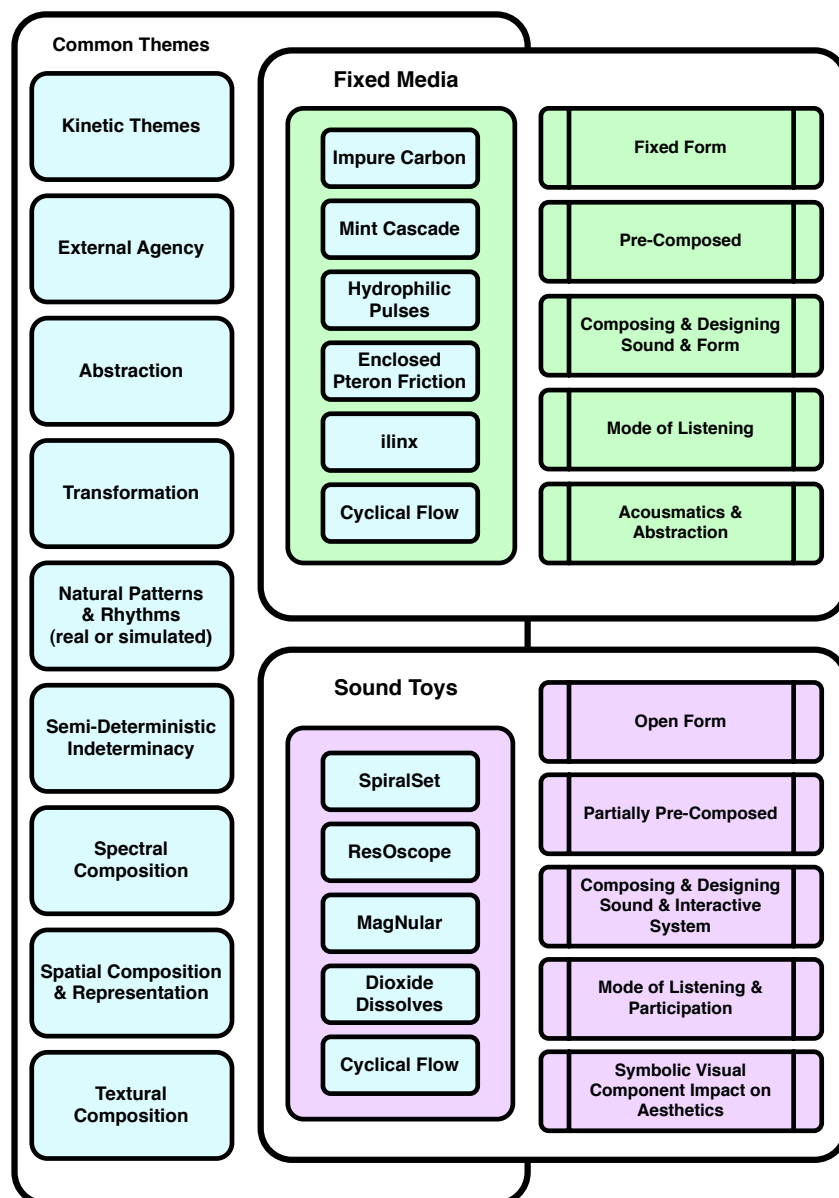 Common Themes
Kinetic Themes
External Agency
Abstraction
Transformation
Natural Patterns
& Rhythms
(real or simulated)
Semi-Deterministic
Indeterminacy
Spectral
Composition
Spatial Composition
& Representation
Textural
Composition
Fixed Media
Impure Carbon
Mint Cascade
Hydrophilic
Pulses
Enclosed
Pteron Friction
ilinx
Cyclical Flow
Fixed Form
Pre-Composed
Composing & Designing
Sound & Form
Mode of Listening
Acousmatics &
Abstraction
Sound Toys
SpiralSet
ResOscope
MagNular
Dioxide
Dissolves
Cyclical Flow
Open Form
Partially Pre-Composed
Composing & Designing
Sound & Interactive
System
Mode of Listening &
Participation
Symbolic Visual
Component Impact on
Aesthetics